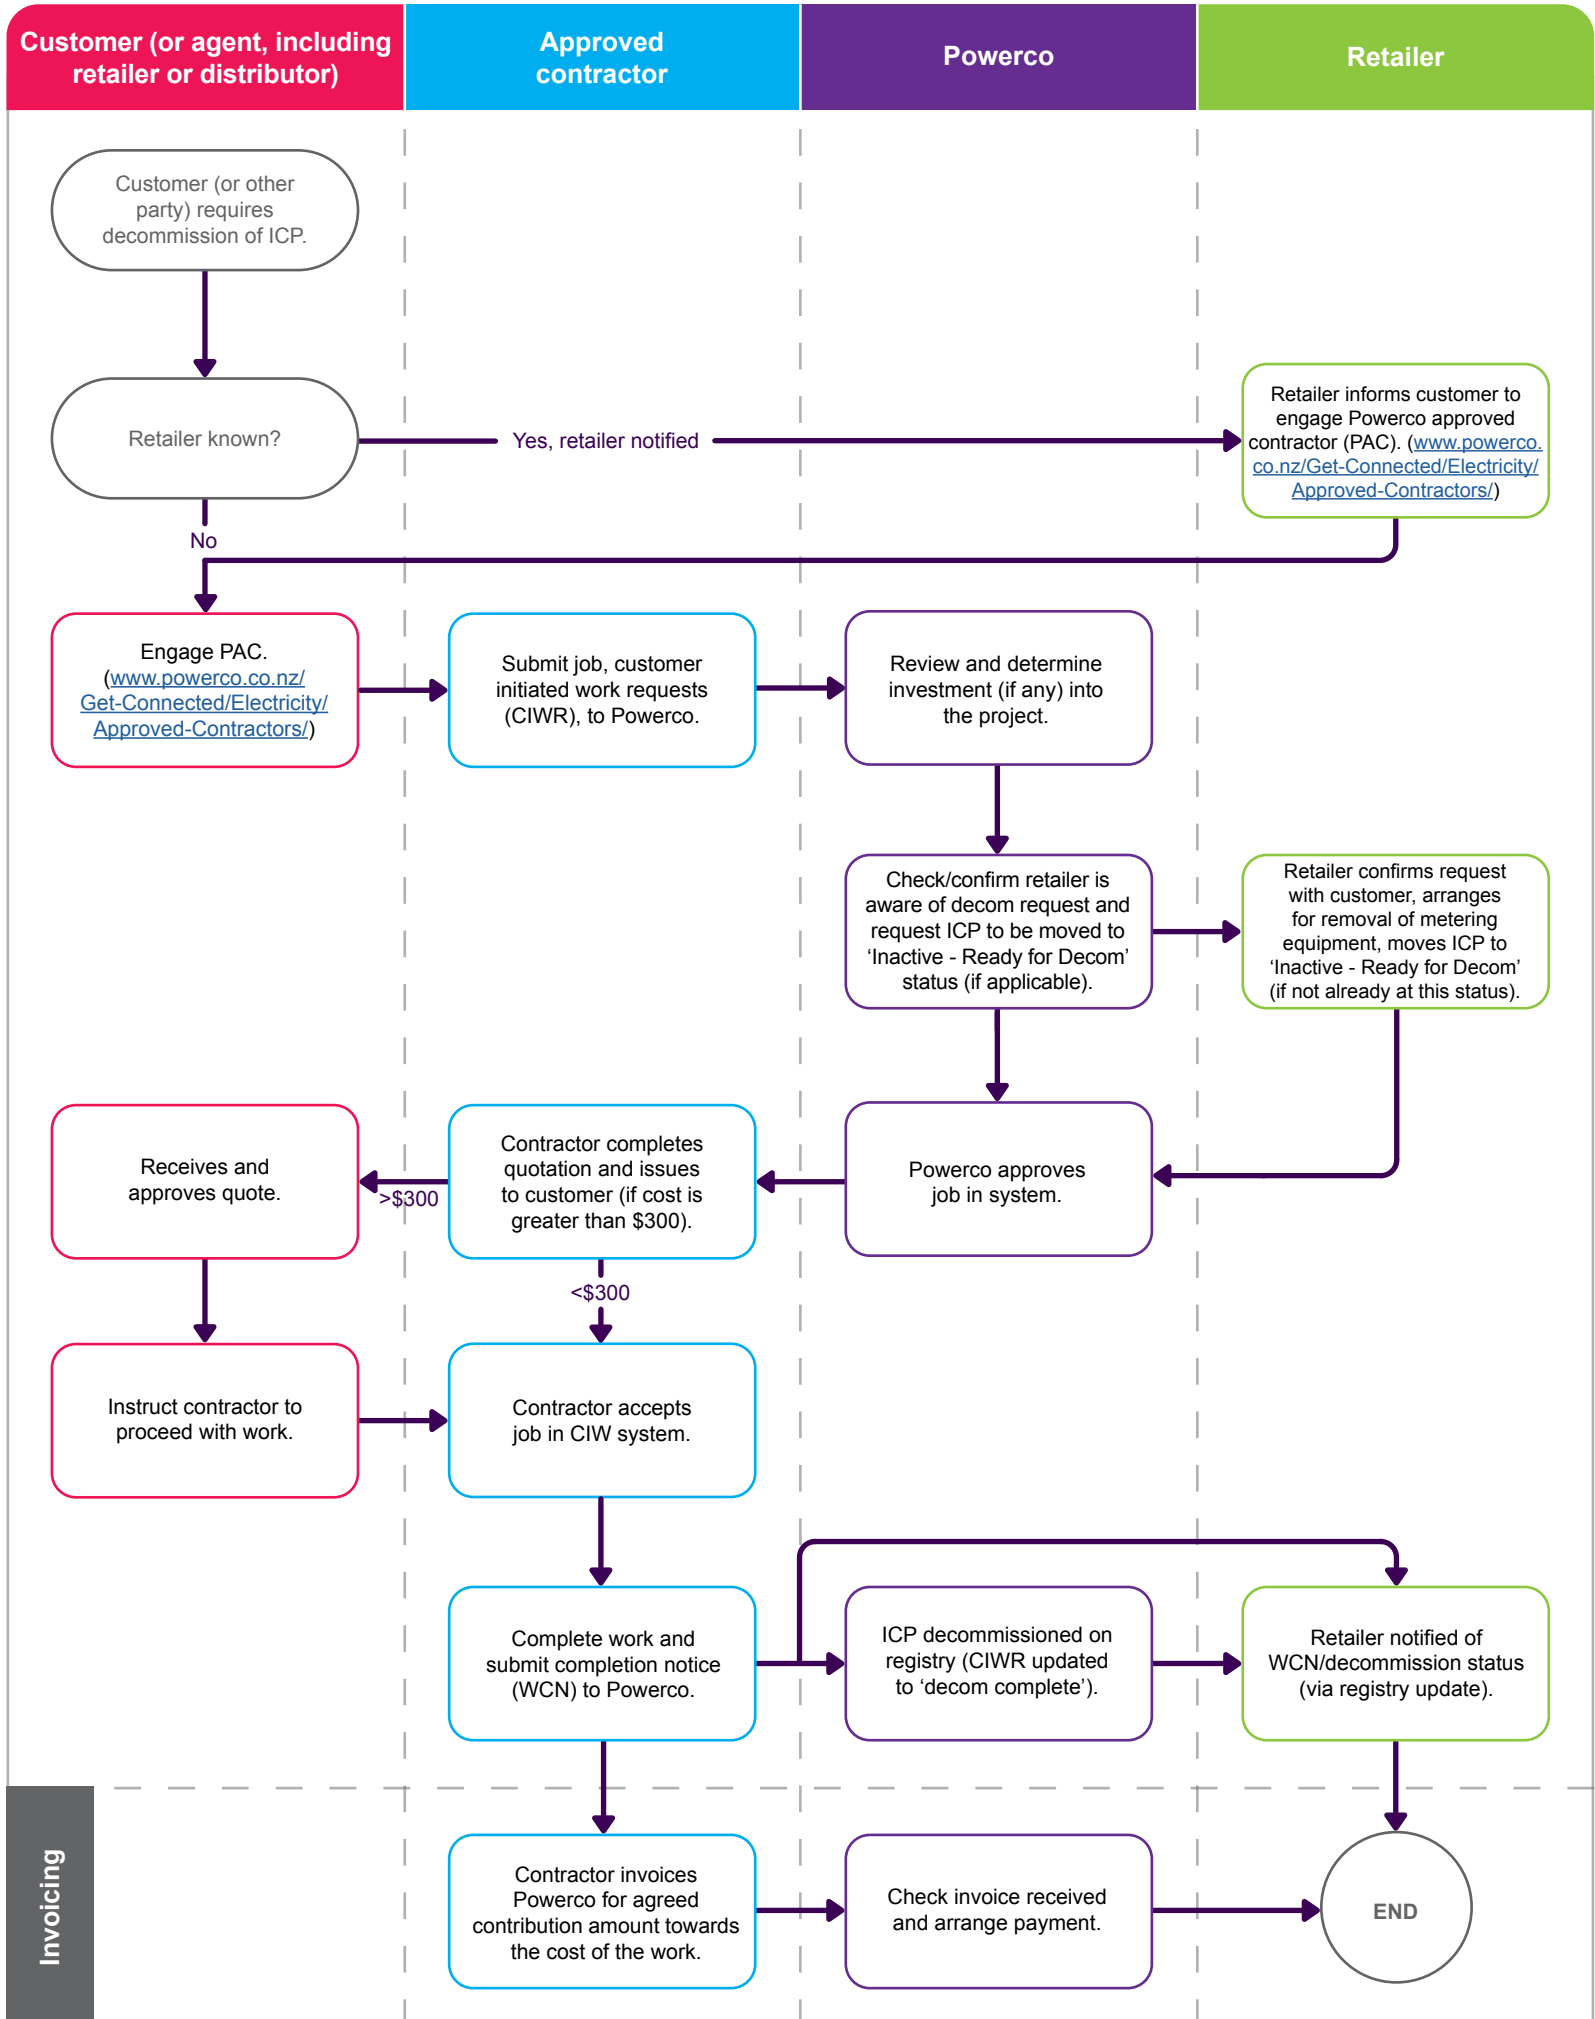 Customer (or agent, including
retailer or distributor)
Approved
contractor
Powerco
Retailer
Customer (or other
party) requires
decommission of ICP.
Retailer known?
Yes, retailer notified
Retailer informs customer to
engage Powerco approved
contractor (PAC). (www.powerco.
co.nz/Get-Connected/Electricity/
Approved-Contractors/)
No
Engage PAC.
(www.powerco.co.nz/
Get-Connected/Electricity/
Approved-Contractors/)
Submit job, customer
initiated work requests
(CIWR), to Powerco.
Review and determine
investment (if any) into
the project.
Check/confirm retailer is
aware of decom request and
request ICP to be moved to
‘Inactive - Ready for Decom’
status (if applicable).
Retailer confirms request
with customer, arranges
for removal of metering
equipment, moves ICP to
‘Inactive - Ready for Decom’
(if not already at this status).
Receives and
approves quote.
>$300
Contractor completes
quotation and issues
to customer (if cost is
greater than $300).
Powerco approves
job in system.
<$300
Instruct contractor to
proceed with work.
Contractor accepts
job in CIW system.
Complete work and
submit completion notice
(WCN) to Powerco.
ICP decommissioned on
registry (CIWR updated
to ‘decom complete’).
Retailer notified of
WCN/decommission status
(via registry update).
Invoicing
Contractor invoices
Powerco for agreed
contribution amount towards
the cost of the work.
Check invoice received
and arrange payment.
END